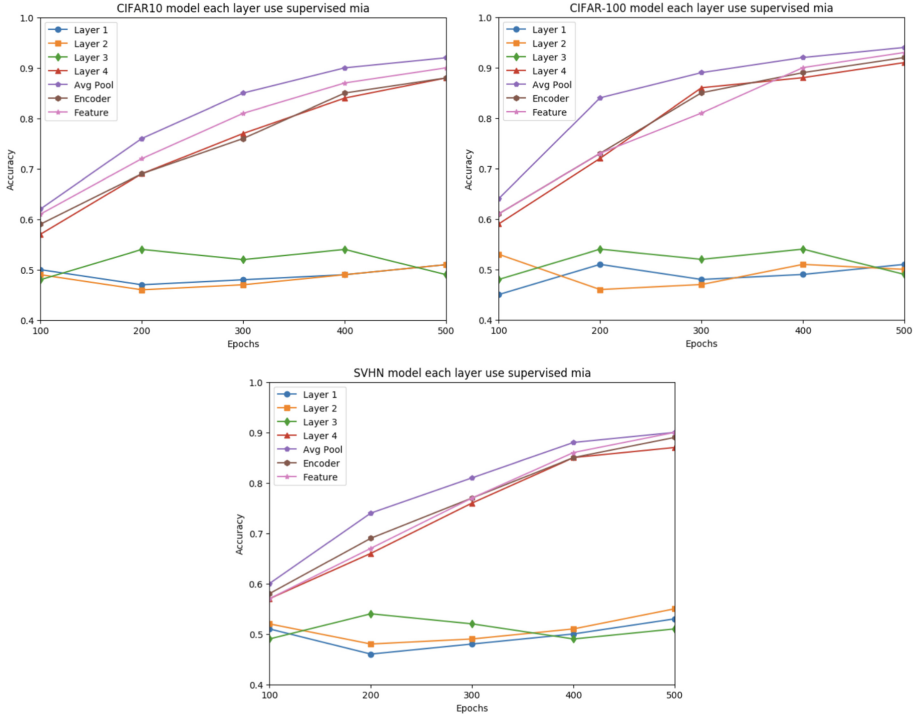 CIFAR10 model each layer use supervised mia
1.0
0.9
0.8
0.7
0.6
0.5
0.4
Accuracy
Layer 1
Layer 2
Layer 3
Layer 4
Avg Pool
Encoder
Feature
100 200 300 400 500
Epochs
CIFAR-100 model each layer use supervised mia
1.0
0.9
0.8
0.7
0.6
0.5
0.4
Accuracy
Layer 1
Layer 2
Layer 3
Layer 4
Avg Pool
Encoder
Feature
100 200 300 400 500
Epochs
SVHN model each layer use supervised mia
1.0
0.9
0.8
0.7
0.6
0.5
0.4
Accuracy
Layer 1
Layer 2
Layer 3
Layer 4
Avg Pool
Encoder
Feature
100 200 300 400 500
Epochs